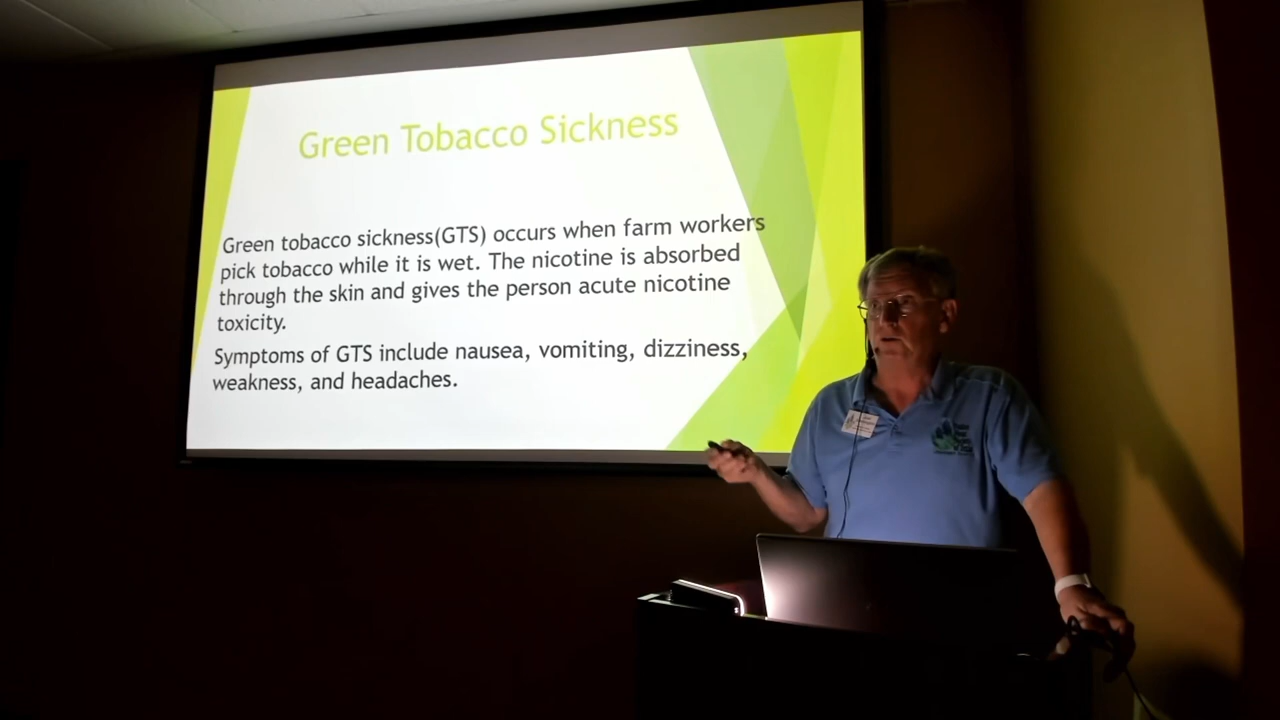 Green Tobacco Sickness
Green tobacco sickness(GTS) occurs when farm workers
pick tobacco while it is wet. The nicotine is absorbed
through the skin and gives the person acute nicotine
toxicity.
Symptoms of GTS include nausea, vomiting, dizziness,
weakness, and headaches.